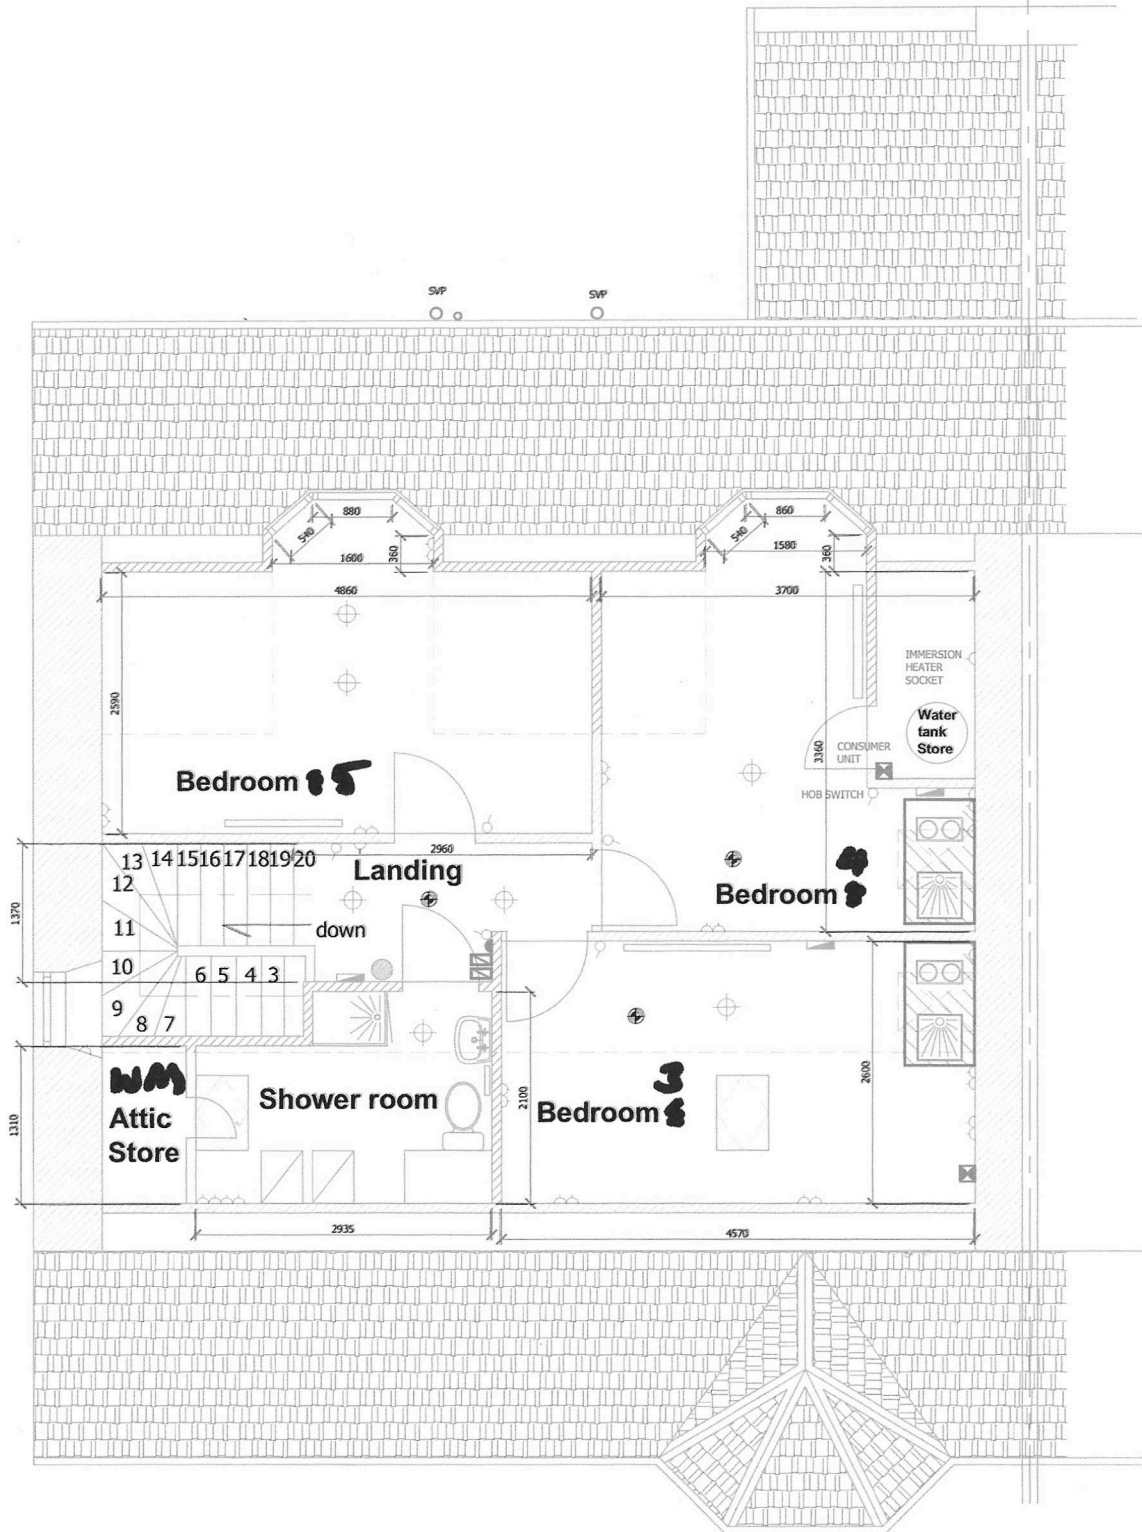 SVP
SVP
880
860
540
360
540
360
1600
1580
4860
3700
2590
IMMERSION
HEATER
SOCKET
Water
tank
Store
3360
CONSUMER
UNIT
Bedroom 5
HOB SWITCH
2960
13 14 15 16 17 18 19 20
12
Landing
Bedroom 4
1370
11
down
10
6 5 4 3
9
8 7
WM
Attic
Store
Shower room
2100
Bedroom 3
2600
1310
2935
4570